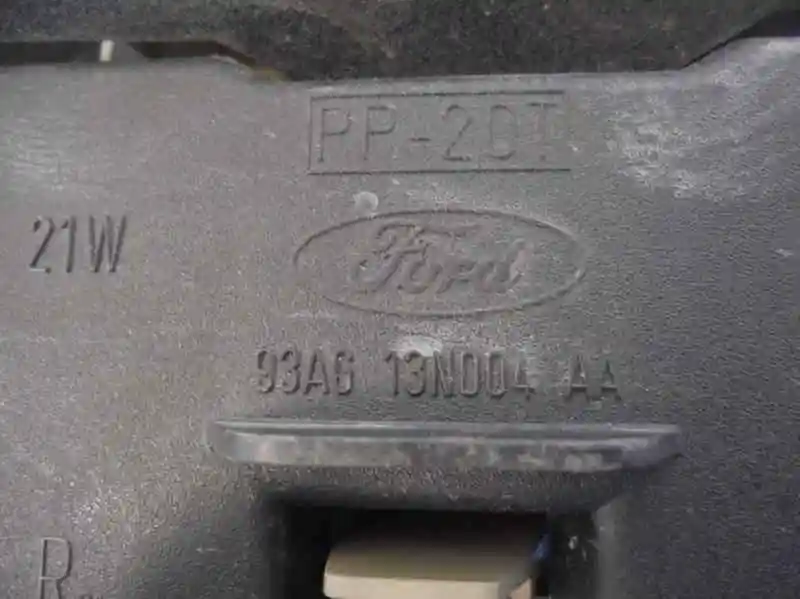 PP-20T
21W
Ford
93AG 13N004 AA
R.